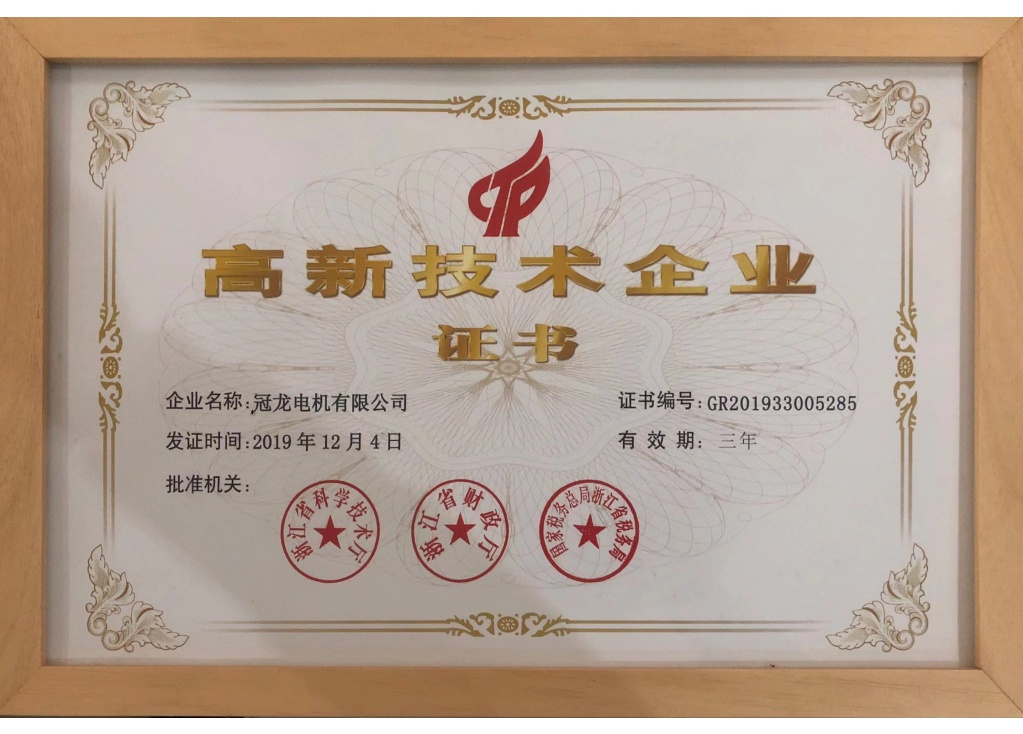 CTP
高新技术企业
证书
企业名称:冠龙电机有限公司
证书编号:GR201933005285
发证时间:2019年12月4日
有效期:三年
批准机关:
浙江省科学技术厅
浙江省财政厅
国家税务总局浙江省税务局